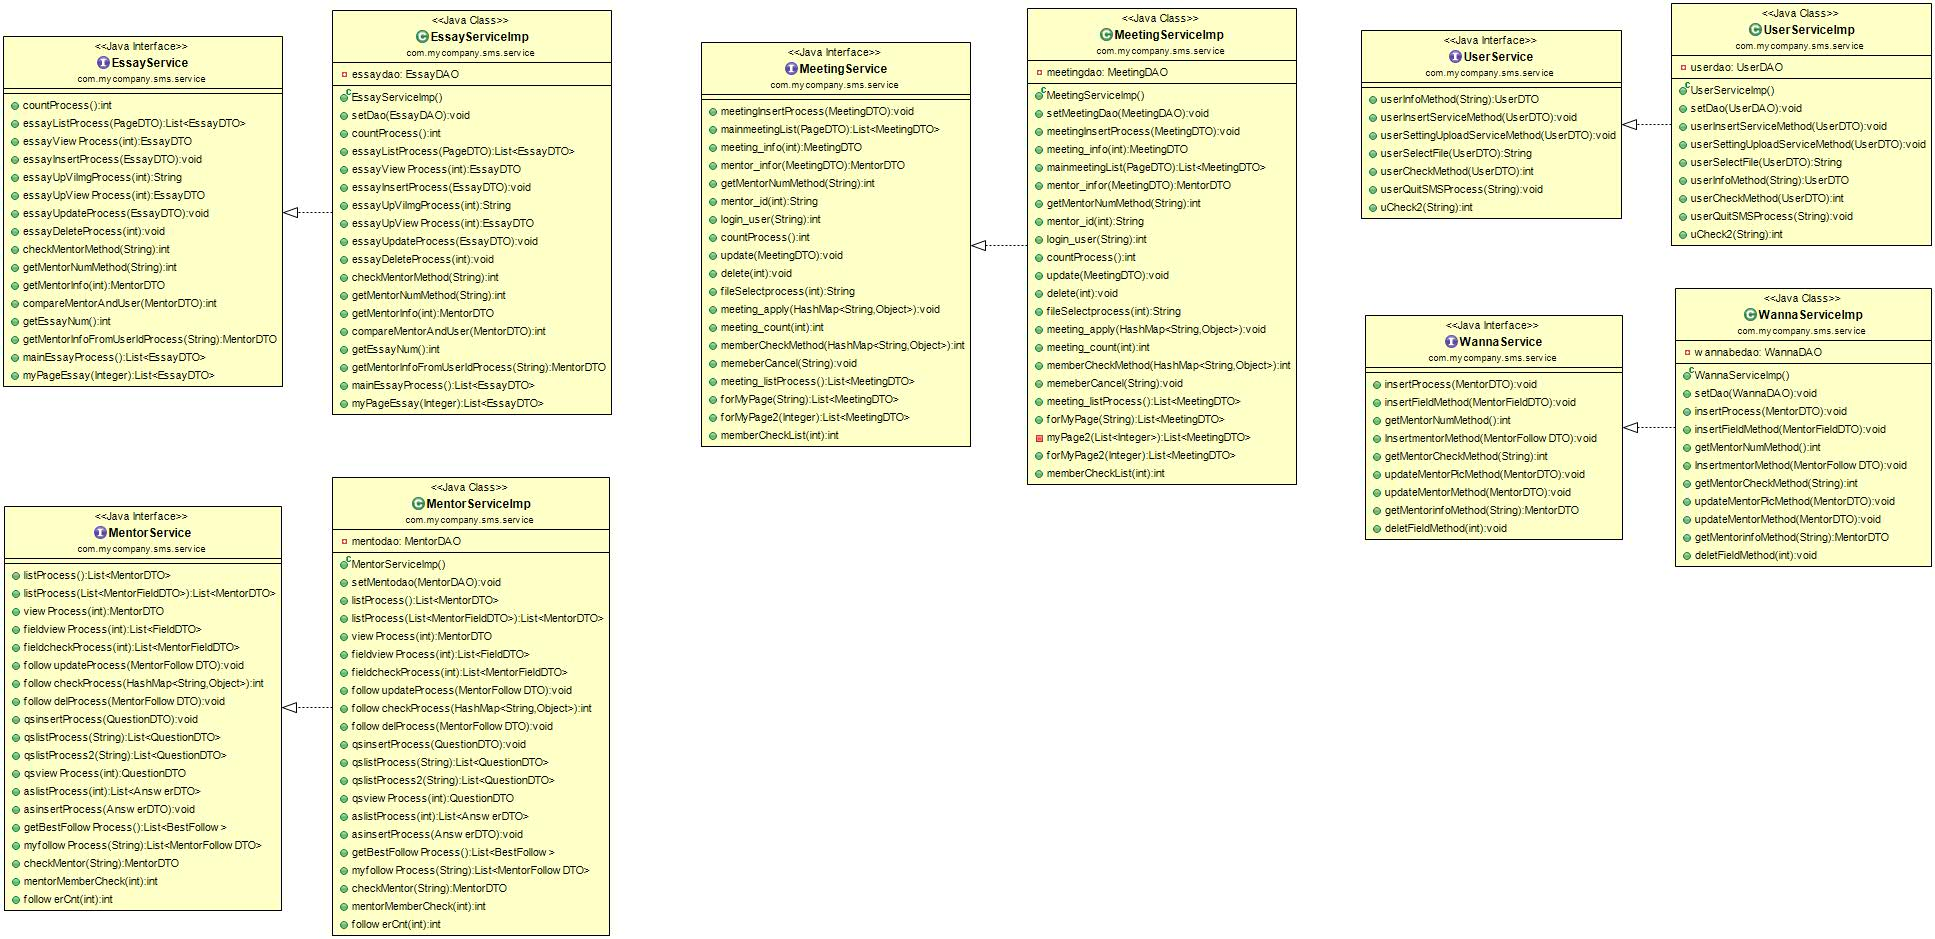 <<Java Interface>>
EssayService
com.mycompany.sms.service
countProcess():int
essayListProcess(PageDTO):List<EssayDTO>
essayViewProcess(int):EssayDTO
essayInsertProcess(EssayDTO):void
essayUpViImgProcess(int):String
essayUpViewProcess(int):EssayDTO
essayUpdateProcess(EssayDTO):void
essayDeleteProcess(int):void
checkMentorMethod(String):int
getMentorNumMethod(String):int
getMentorInfo(int):MentorDTO
compareMentorAndUser(MentorDTO):int
getEssayNum():int
getMentorInfoFromUserIdProcess(String):MentorDTO
mainEssayProcess():List<EssayDTO>
myPageEssay(Integer):List<EssayDTO>
<<Java Class>>
EssayServiceImp
com.mycompany.sms.service
essaydao: EssayDAO
EssayServiceImp()
setDao(EssayDAO):void
countProcess():int
essayListProcess(PageDTO):List<EssayDTO>
essayViewProcess(int):EssayDTO
essayInsertProcess(EssayDTO):void
essayUpViImgProcess(int):String
essayUpViewProcess(int):EssayDTO
essayUpdateProcess(EssayDTO):void
essayDeleteProcess(int):void
checkMentorMethod(String):int
getMentorNumMethod(String):int
getMentorInfo(int):MentorDTO
compareMentorAndUser(MentorDTO):int
getEssayNum():int
getMentorInfoFromUserIdProcess(String):MentorDTO
mainEssayProcess():List<EssayDTO>
myPageEssay(Integer):List<EssayDTO>
<<Java Interface>>
MeetingService
com.mycompany.sms.service
meetingInsertProcess(MeetingDTO):void
mainmeetingList(PageDTO):List<MeetingDTO>
meeting_info(int):MeetingDTO
mentor_infor(MeetingDTO):MentorDTO
getMentorNumMethod(String):int
mentor_id(int):String
login_user(String):int
countProcess():int
update(MeetingDTO):void
delete(int):void
fileSelectprocess(int):String
meeting_apply(HashMap<String,Object>):void
meeting_count(int):int
memberCheckMethod(HashMap<String,Object>):int
memeberCancel(String):void
meeting_listProcess():List<MeetingDTO>
forMyPage(String):List<MeetingDTO>
forMyPage2(Integer):List<MeetingDTO>
memberCheckList(int):int
<<Java Class>>
MeetingServiceImp
com.mycompany.sms.service
meetingdao: MeetingDAO
MeetingServiceImp()
setMeetingDao(MeetingDAO):void
meetingInsertProcess(MeetingDTO):void
meeting_info(int):MeetingDTO
mainmeetingList(PageDTO):List<MeetingDTO>
mentor_infor(MeetingDTO):MentorDTO
getMentorNumMethod(String):int
mentor_id(int):String
login_user(String):int
countProcess():int
update(MeetingDTO):void
delete(int):void
fileSelectprocess(int):String
meeting_apply(HashMap<String,Object>):void
meeting_count(int):int
memberCheckMethod(HashMap<String,Object>):int
memeberCancel(String):void
meeting_listProcess():List<MeetingDTO>
forMyPage(String):List<MeetingDTO>
myPage2(List<Integer>):List<MeetingDTO>
forMyPage2(Integer):List<MeetingDTO>
memberCheckList(int):int
<<Java Interface>>
UserService
com.mycompany.sms.service
userInfoMethod(String):UserDTO
userInsertServiceMethod(UserDTO):void
userSettingUploadServiceMethod(UserDTO):void
userSelectFile(UserDTO):String
userCheckMethod(UserDTO):int
userQuitSMSProcess(String):void
uCheck2(String):int
<<Java Class>>
UserServiceImp
com.mycompany.sms.service
userdao: UserDAO
UserServiceImp()
setDao(UserDAO):void
userInsertServiceMethod(UserDTO):void
userSettingUploadServiceMethod(UserDTO):void
userSelectFile(UserDTO):String
userInfoMethod(String):UserDTO
userCheckMethod(UserDTO):int
userQuitSMSProcess(String):void
uCheck2(String):int
<<Java Interface>>
WannaService
com.mycompany.sms.service
insertProcess(MentorDTO):void
insertFieldMethod(MentorFieldDTO):void
getMentorNumMethod():int
InsertmentorMethod(MentorFollowDTO):void
getMentorCheckMethod(String):int
updateMentorPicMethod(MentorDTO):void
updateMentorMethod(MentorDTO):void
getMentorinfoMethod(String):MentorDTO
deletFieldMethod(int):void
<<Java Class>>
WannaServiceImp
com.mycompany.sms.service
wannabedao: WannaDAO
WannaServiceImp()
setDao(WannaDAO):void
insertProcess(MentorDTO):void
insertFieldMethod(MentorFieldDTO):void
getMentorNumMethod():int
InsertmentorMethod(MentorFollowDTO):void
getMentorCheckMethod(String):int
updateMentorPicMethod(MentorDTO):void
updateMentorMethod(MentorDTO):void
getMentorinfoMethod(String):MentorDTO
deletFieldMethod(int):void
<<Java Interface>>
MentorService
com.mycompany.sms.service
listProcess():List<MentorDTO>
listProcess(List<MentorFieldDTO>):List<MentorDTO>
viewProcess(int):MentorDTO
fieldviewProcess(int):List<FieldDTO>
fieldcheckProcess(int):List<MentorFieldDTO>
followupdateProcess(MentorFollowDTO):void
followcheckProcess(HashMap<String,Object>):int
followdelProcess(MentorFollowDTO):void
qsinsertProcess(QuestionDTO):void
qslistProcess(String):List<QuestionDTO>
qslistProcess2(String):List<QuestionDTO>
qsviewProcess(int):QuestionDTO
aslistProcess(int):List<AnswerDTO>
asinsertProcess(AnswerDTO):void
getBestFollowProcess():List<BestFollow>
myfollowProcess(String):List<MentorFollowDTO>
checkMentor(String):MentorDTO
mentorMemberCheck(int):int
followerCnt(int):int
<<Java Class>>
MentorServiceImp
com.mycompany.sms.service
mentodao: MentorDAO
MentorServiceImp()
setMentodao(MentorDAO):void
listProcess():List<MentorDTO>
listProcess(List<MentorFieldDTO>):List<MentorDTO>
viewProcess(int):MentorDTO
fieldviewProcess(int):List<FieldDTO>
fieldcheckProcess(int):List<MentorFieldDTO>
followupdateProcess(MentorFollowDTO):void
followcheckProcess(HashMap<String,Object>):int
followdelProcess(MentorFollowDTO):void
qsinsertProcess(QuestionDTO):void
qslistProcess(String):List<QuestionDTO>
qslistProcess2(String):List<QuestionDTO>
qsviewProcess(int):QuestionDTO
aslistProcess(int):List<AnswerDTO>
asinsertProcess(AnswerDTO):void
getBestFollowProcess():List<BestFollow>
myfollowProcess(String):List<MentorFollowDTO>
checkMentor(String):MentorDTO
mentorMemberCheck(int):int
followerCnt(int):int